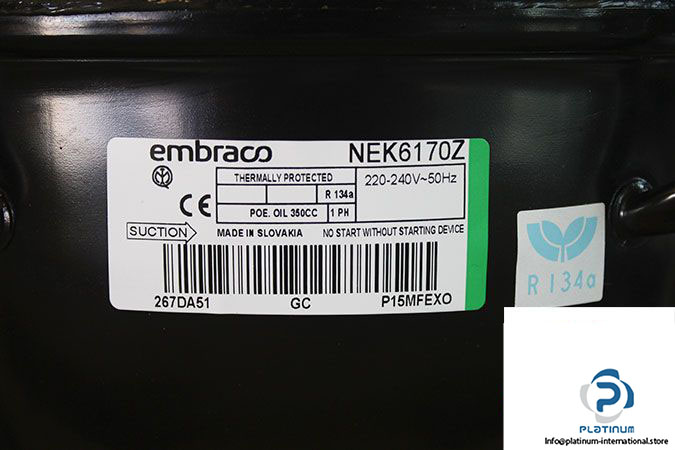 embraco NEK6170Z
THERMALLY PROTECTED
220-240V~50Hz
R 134a
CE
POE. OIL 350CC 1 PH
SUCTION MADE IN SLOVAKIA NO START WITHOUT STARTING DEVICE
267DA51 GC P15MFEXO
R 134a
P
PLATINUM
Info@platinum-international.store